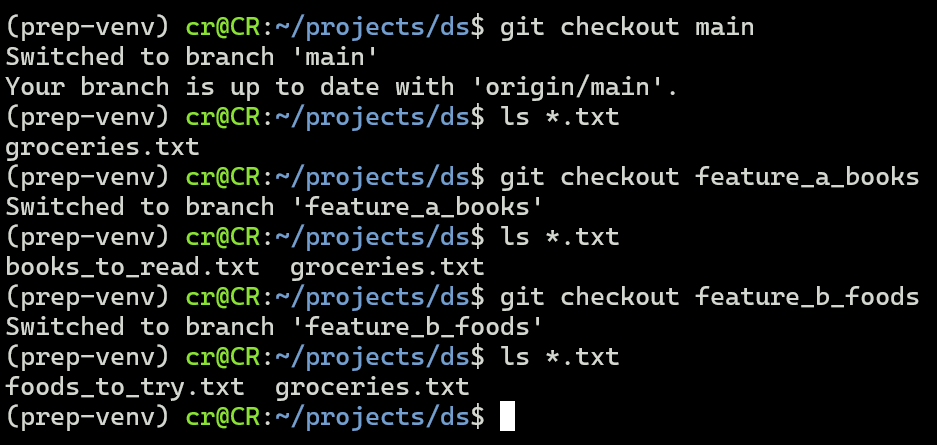 (prep-venv) cr@CR:~/projects/ds$ git checkout main
Switched to branch 'main'
Your branch is up to date with 'origin/main'.
(prep-venv) cr@CR:~/projects/ds$ ls *.txt
groceries.txt
(prep-venv) cr@CR:~/projects/ds$ git checkout feature_a_books
Switched to branch 'feature_a_books'
(prep-venv) cr@CR:~/projects/ds$ ls *.txt
books_to_read.txt  groceries.txt
(prep-venv) cr@CR:~/projects/ds$ git checkout feature_b_foods
Switched to branch 'feature_b_foods'
(prep-venv) cr@CR:~/projects/ds$ ls *.txt
foods_to_try.txt  groceries.txt
(prep-venv) cr@CR:~/projects/ds$